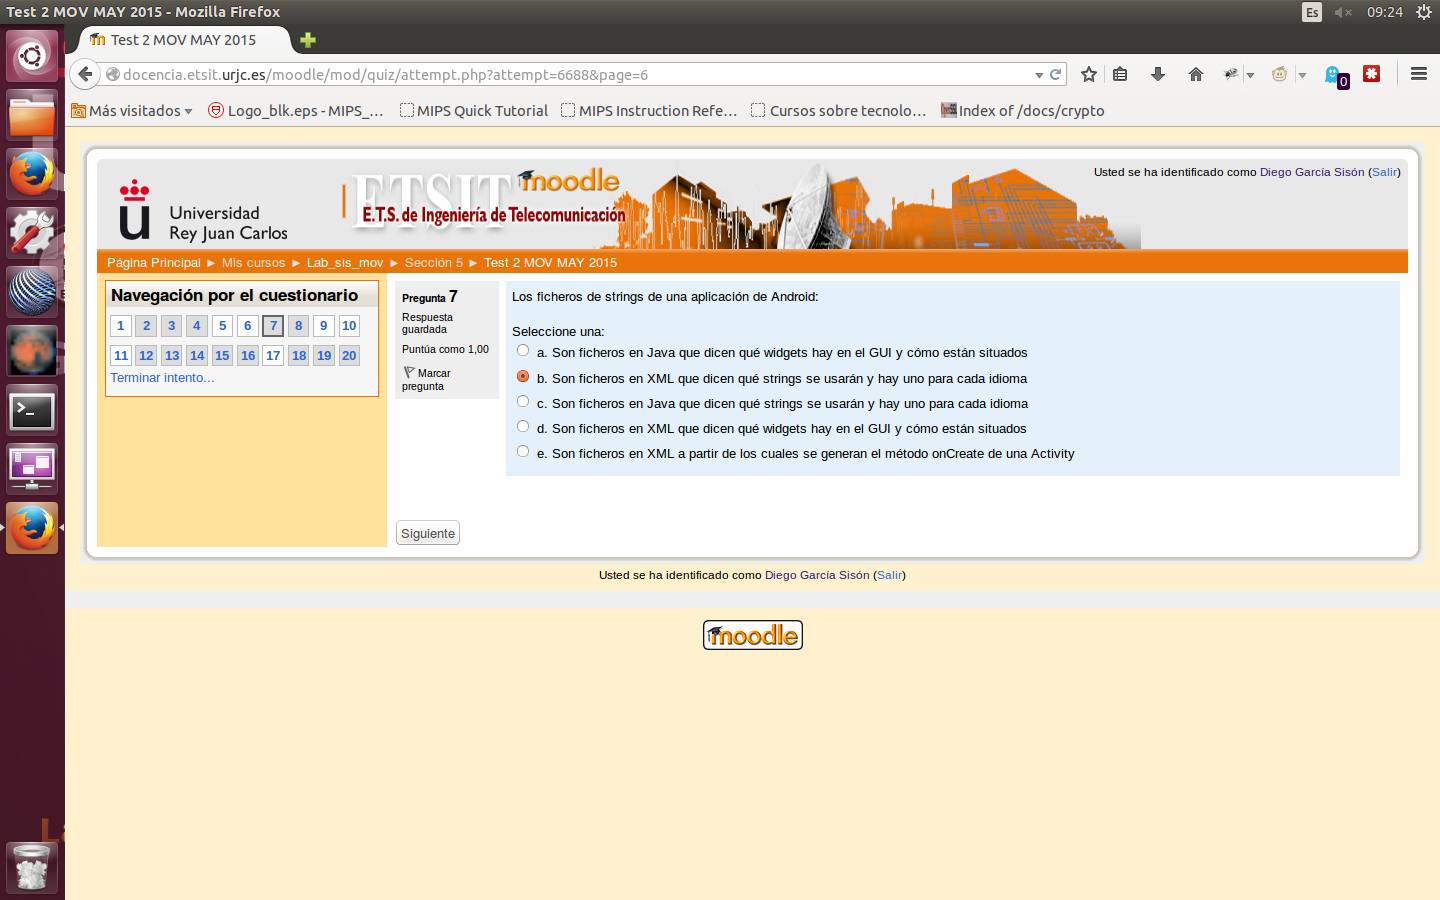 Test 2 MOV MAY 2015 - Mozilla Firefox
Es
09:24
Test 2 MOV MAY 2015
docencia.etsit.urjc.es/moodle/mod/quiz/attempt.php?attempt=6688&page=6
0
Más visitados
Logo_blk.eps - MIPS_...
MIPS Quick Tutorial
MIPS Instruction Refe...
Cursos sobre tecnolo...
Index of /docs/crypto
Universidad
Rey Juan Carlos
ETSIT moodle
E.T.S. de Ingeniería de Telecomunicación
Usted se ha identificado como Diego García Sisón (Salir)
Página Principal ► Mis cursos ► Lab_sis_mov ► Sección 5 ► Test 2 MOV MAY 2015
Navegación por el cuestionario
1 2 3 4 5 6 7 8 9 10
11 12 13 14 15 16 17 18 19 20
Terminar intento...
Pregunta 7
Respuesta
guardada
Puntúa como 1,00
Marcar
pregunta
Los ficheros de strings de una aplicación de Android:
Seleccione una:
a. Son ficheros en Java que dicen qué widgets hay en el GUI y cómo están situados
b. Son ficheros en XML que dicen qué strings se usarán y hay uno para cada idioma
c. Son ficheros en Java que dicen qué strings se usarán y hay uno para cada idioma
d. Son ficheros en XML que dicen qué widgets hay en el GUI y cómo están situados
e. Son ficheros en XML a partir de los cuales se generan el método onCreate de una Activity
Siguiente
Usted se ha identificado como Diego García Sisón (Salir)
moodle